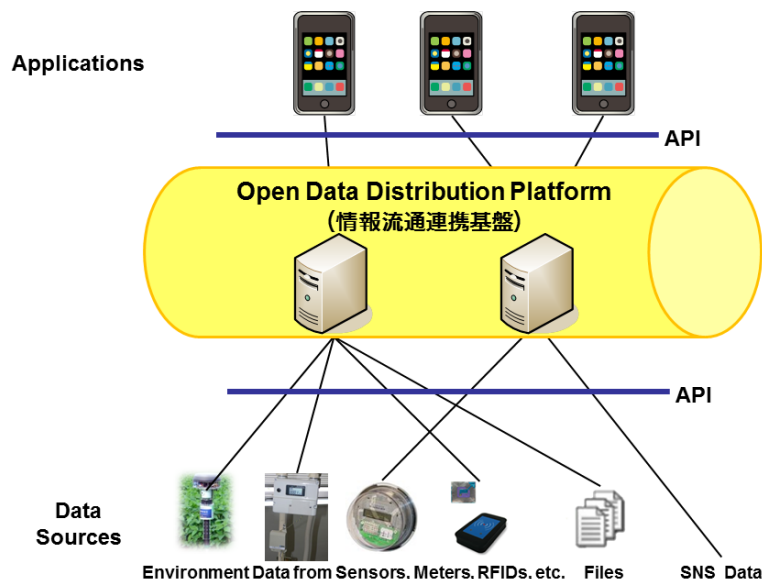 Applications
API
Open Data Distribution Platform
(情報流通連携基盤)
API
Data
Sources
Environment Data from Sensors, Meters, RFIDs, etc. Files SNS Data